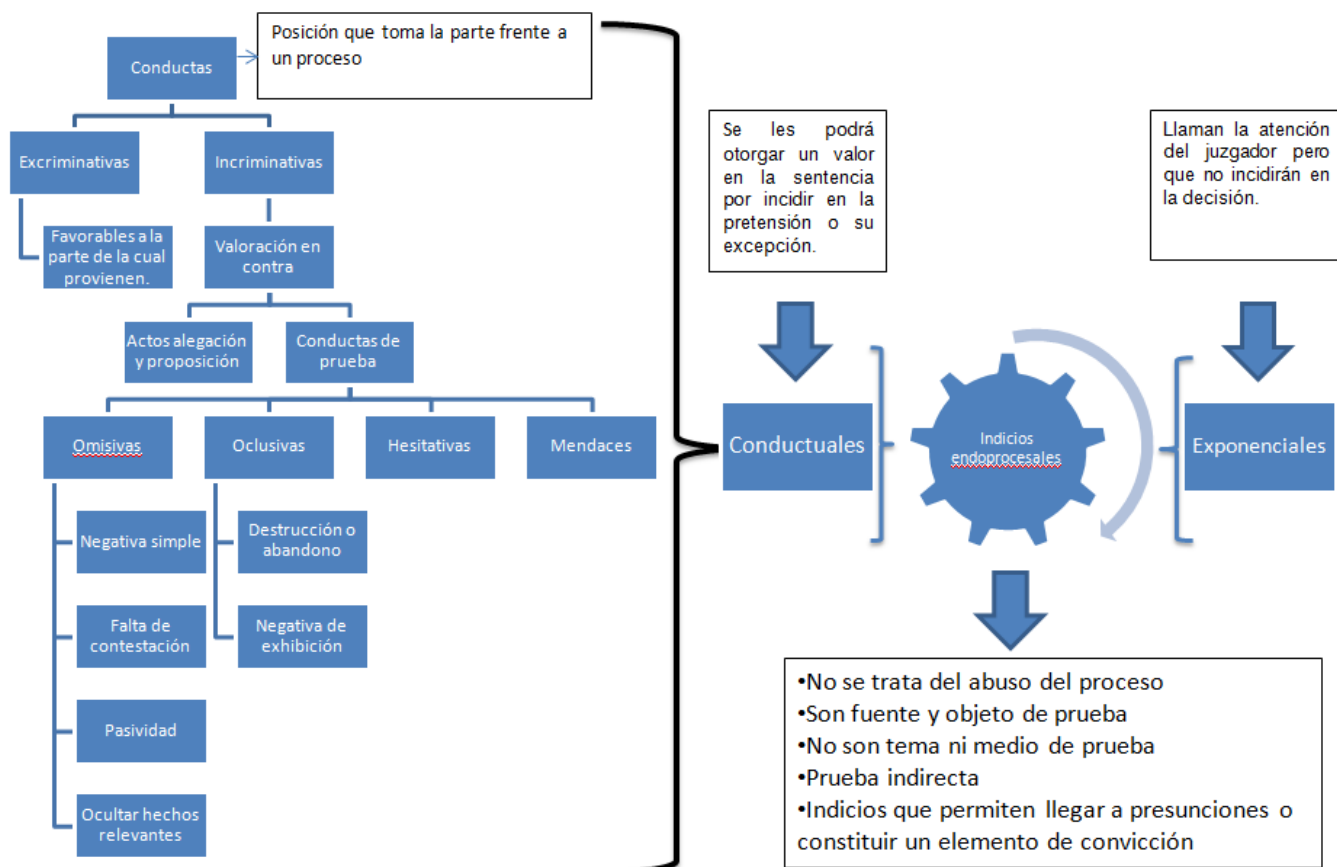 Conductas
Posición que toma la parte frente a
un proceso
Excriminativas
Incriminativas
Favorables a la
parte de la cual
provienen.
Valoración en
contra
Actos alegación
y proposición
Conductas de
prueba
Omisivas
Oclusivas
Hesitativas
Mendaces
Negativa simple
Falta de
contestación
Pasividad
Ocultar hechos
relevantes
Destrucción o
abandono
Negativa de
exhibición
Se les podrá
otorgar un valor
en la sentencia
por incidir en la
pretensión o su
excepción.
Conductuales
Indicios
endoprocesales
Llaman la atención
del juzgador pero
que no incidirán en
la decisión.
Exponenciales
•No se trata del abuso del proceso
•Son fuente y objeto de prueba
•No son tema ni medio de prueba
•Prueba indirecta
•Indicios que permiten llegar a presunciones o
constituir un elemento de convicción